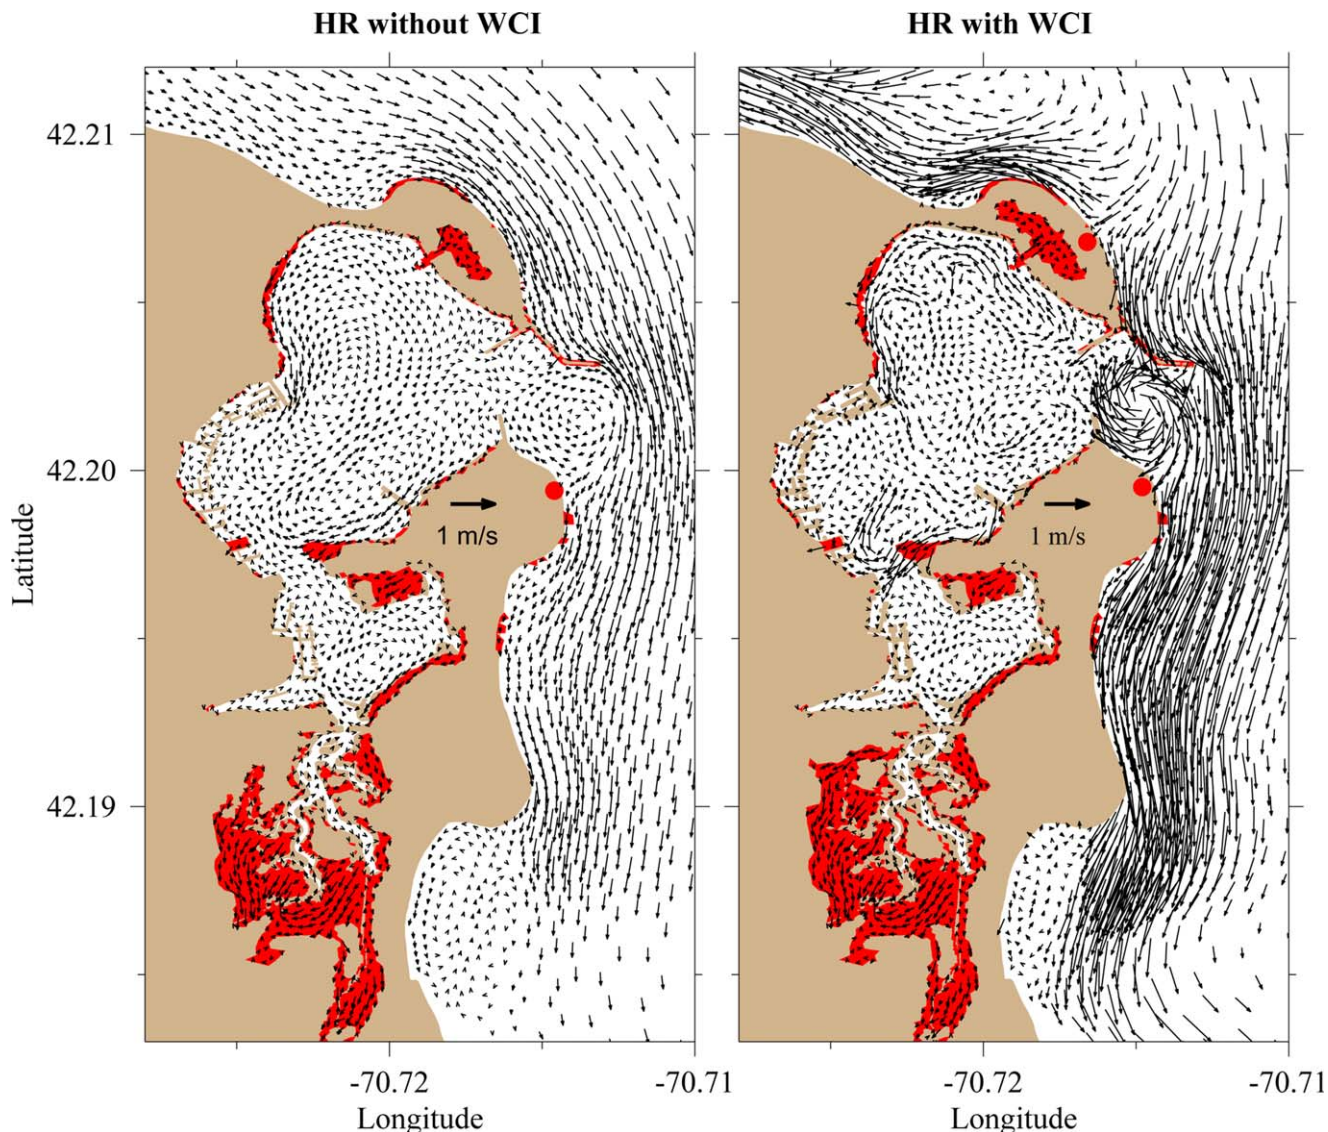 HR without WCI
HR with WCI
42.21
42.20
42.19
Latitude
1 m/s
1 m/s
-70.72
-70.71
-70.72
-70.71
Longitude
Longitude